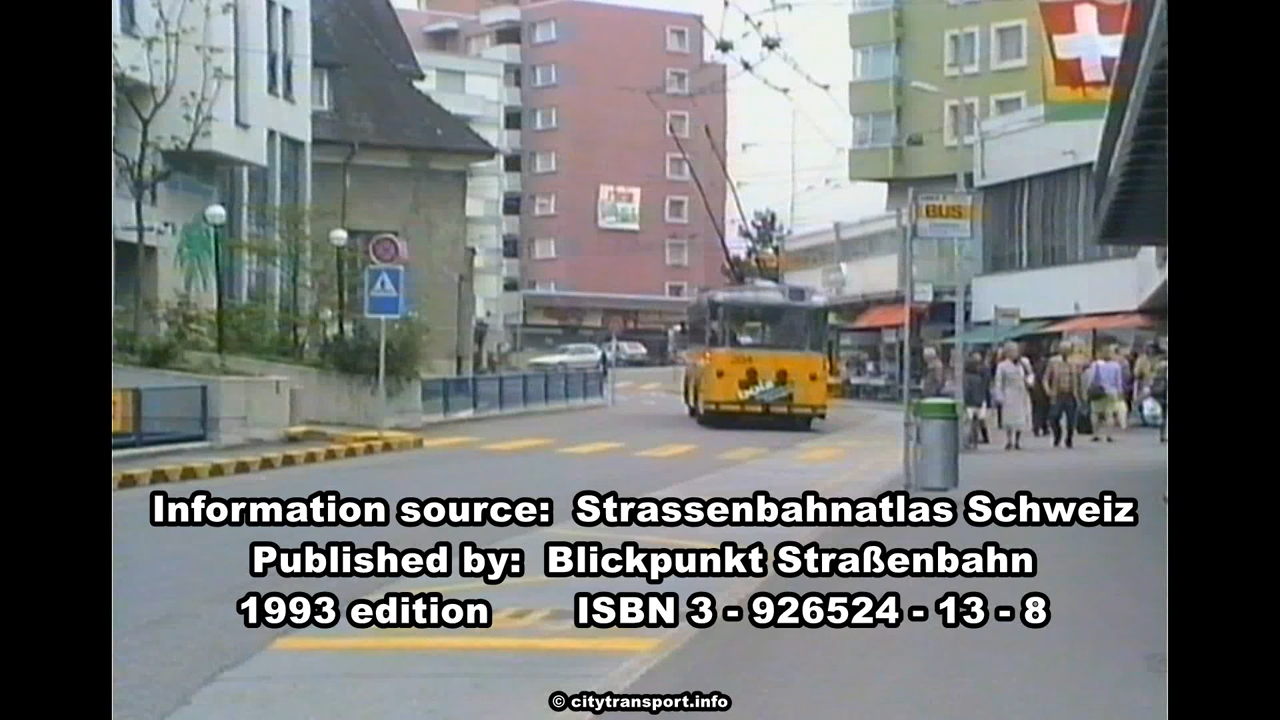 BUS
Information source: Strassenbahnatlas Schweiz
Published by: Blickpunkt Straßenbahn
1993 edition ISBN 3 - 926524 - 13 - 8
© citytransport.info